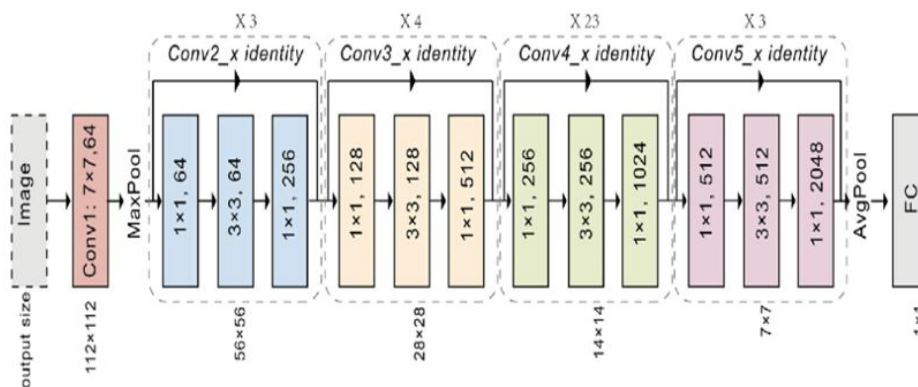 X 3
X 4
X 23
X 3
Conv2_x identity
Conv3_x identity
Conv4_x identity
Conv5_x identity
Image
Conv1: 7×7,64
MaxPool
1×1, 64
3×3, 64
1×1, 256
1×1, 128
3×3, 128
1×1, 512
1×1, 256
3×3, 256
1×1, 1024
1×1, 512
3×3, 512
1×1, 2048
AvgPool
FC
output size
112×112
56×56
28×28
14×14
7×7
1×1